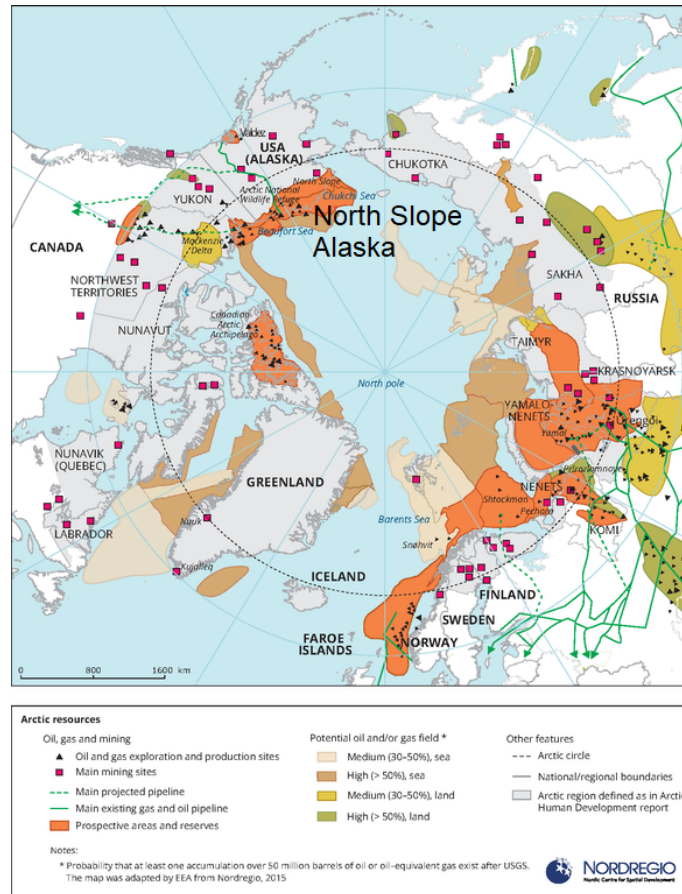 Valdez
USA
(ALASKA)
CHUKOTKA
North Slope
Arctic National
Wildlife Refuge
Chukchi Sea
YUKON
North Slope
Alaska
Beaufort Sea
Mackenzie
Delta
CANADA
NORTHWEST
TERRITORIES
SAKHA
RUSSIA
NUNAVUT
Canadian
Arctic
Archipelago
TAIMYR
KRASNOYARSK
North pole
YAMALO-
NENETS
Urengoi
Yamal
NUNAVIK
(QUEBEC)
Prirazlomnoye
GREENLAND
NENETS
Shtockman
Pechora
Nuuk
Barents Sea
KOMI
LABRADOR
Snøhvit
Kujalleq
ICELAND
FINLAND
SWEDEN
FAROE
ISLANDS
NORWAY
0 800 1600 km
Arctic resources
Oil, gas and mining
Oil and gas exploration and production sites
Main mining sites
Main projected pipeline
Main existing gas and oil pipeline
Prospective areas and reserves
Potential oil and/or gas field *
Medium (30–50%), sea
High (> 50%), sea
Medium (30–50%), land
High (> 50%), land
Other features
Arctic circle
National/regional boundaries
Arctic region defined as in Arctic
Human Development report
Notes:
* Probability that at least one accumulation over 50 million barrels of oil or oil-equivalent gas exist after USGS.
The map was adapted by EEA from Nordregio, 2015
NORDREGIO
Nordic Centre for Spatial Development